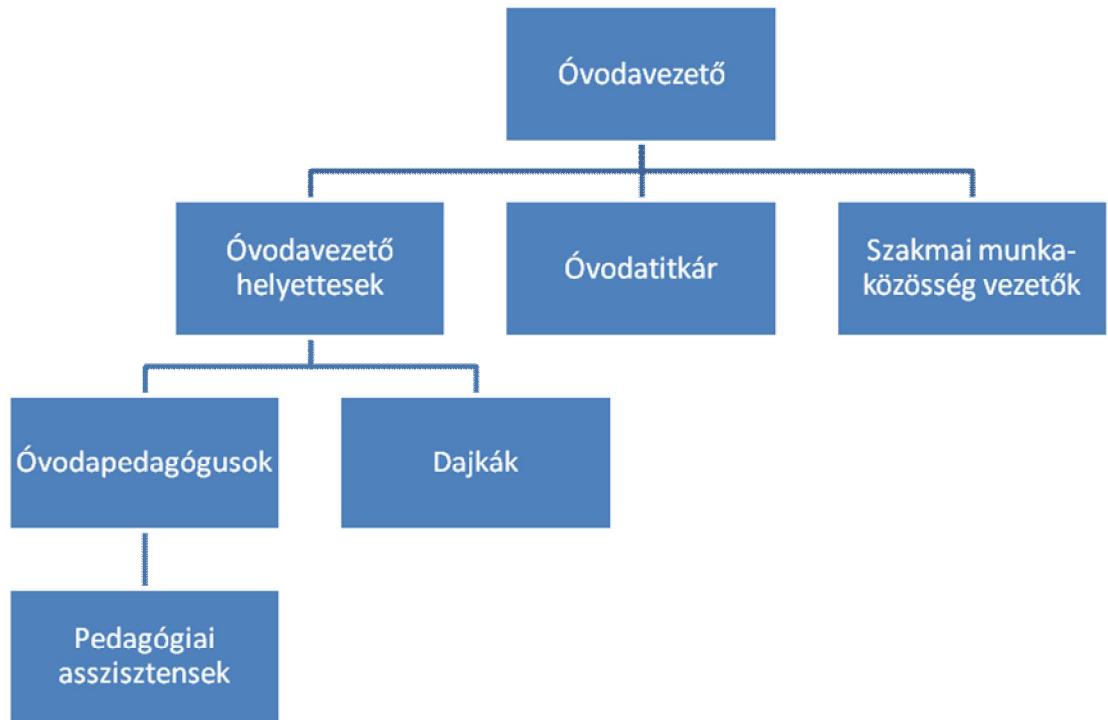 Óvodavezető
Óvodavezető
helyettesek
Óvodatitkár
Szakmai munka-
közösség vezetők
Óvodapedagógusok
Dajkák
Pedagógiai
asszisztensek